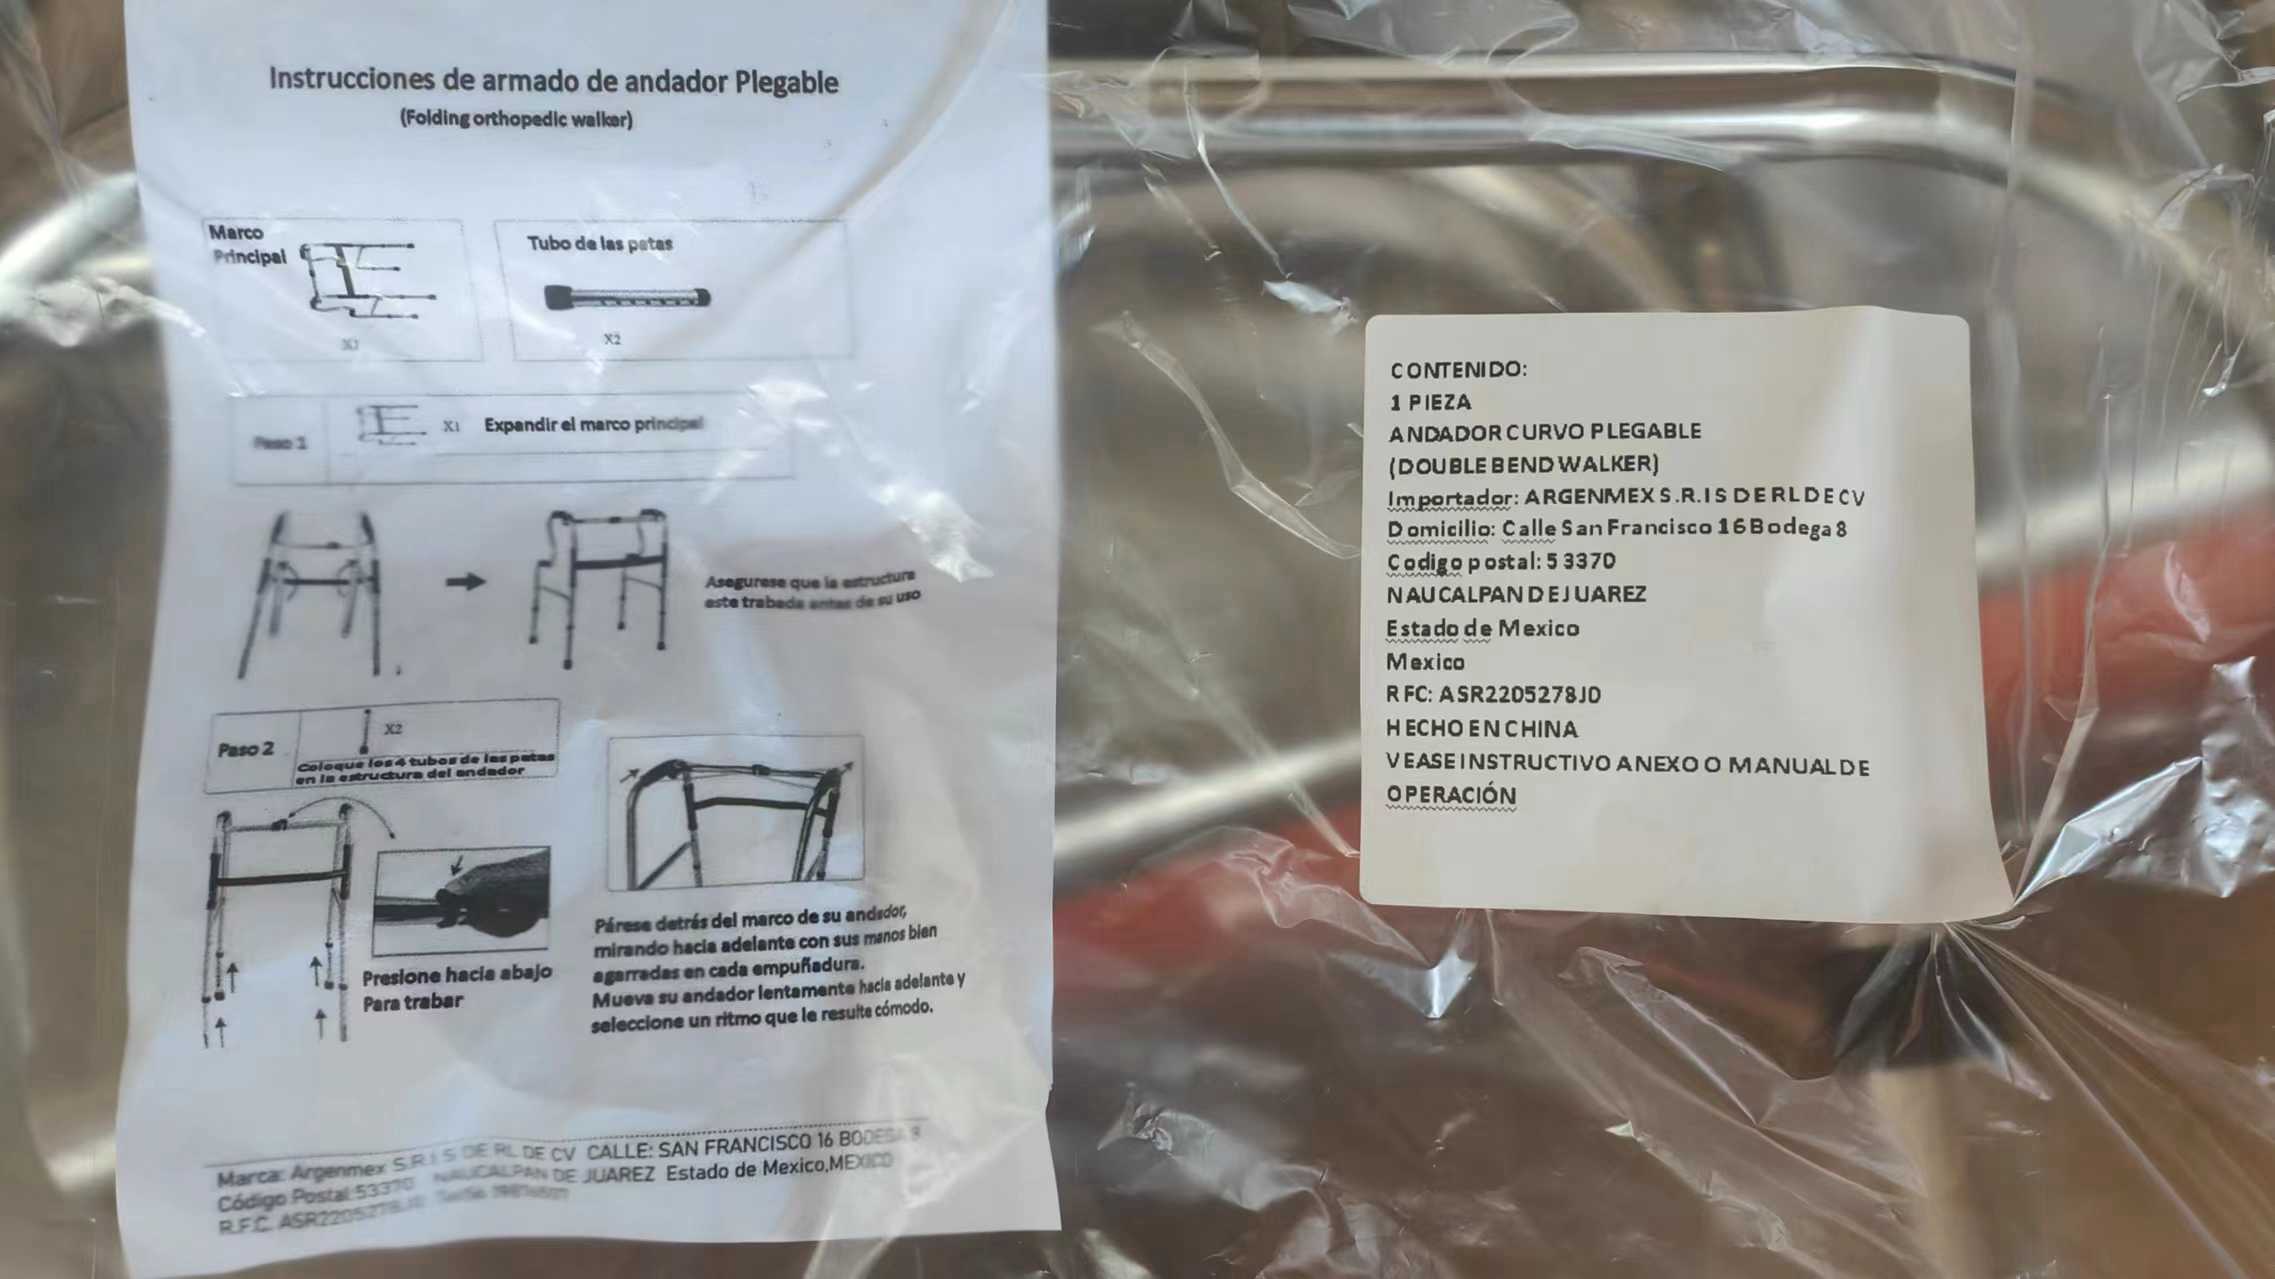 Instrucciones de armado de andador Plegable
(Folding orthopedic walker)
Marco
Principal
X1
Tubo de las patas
X2
Paso 1
X1 Expandir el marco principal
Asegurese que la estructura
este trabada antes de su uso
Paso 2
X2
Coloque los 4 tubos de las patas
en la estructura del andador
Presione hacia abajo
Para trabar
Párese detrás del marco de su andador,
mirando hacia adelante con sus manos bien
agarradas en cada empuñadura.
Mueva su andador lentamente hacia adelante y
seleccione un ritmo que le resulte cómodo.
Marca: Argenmex S.R.I S DE RL DE CV CALLE: SAN FRANCISCO 16 BODEGA 8
Código Postal:53370 NAUCALPAN DE JUAREZ Estado de Mexico,MEXICO
R.F.C. ASR2205278J0
CONTENIDO:
1 PIEZA
ANDADOR CURVO PLEGABLE
(DOUBLE BEND WALKER)
Importador: ARGENMEX S.R.I S DE RL DE CV
Domicilio: Calle San Francisco 16 Bodega 8
Codigo postal: 53370
NAUCALPAN DE JUAREZ
Estado de Mexico
Mexico
RFC: ASR2205278J0
HECHO EN CHINA
VEASE INSTRUCTIVO ANEXO O MANUAL DE
OPERACIÓN